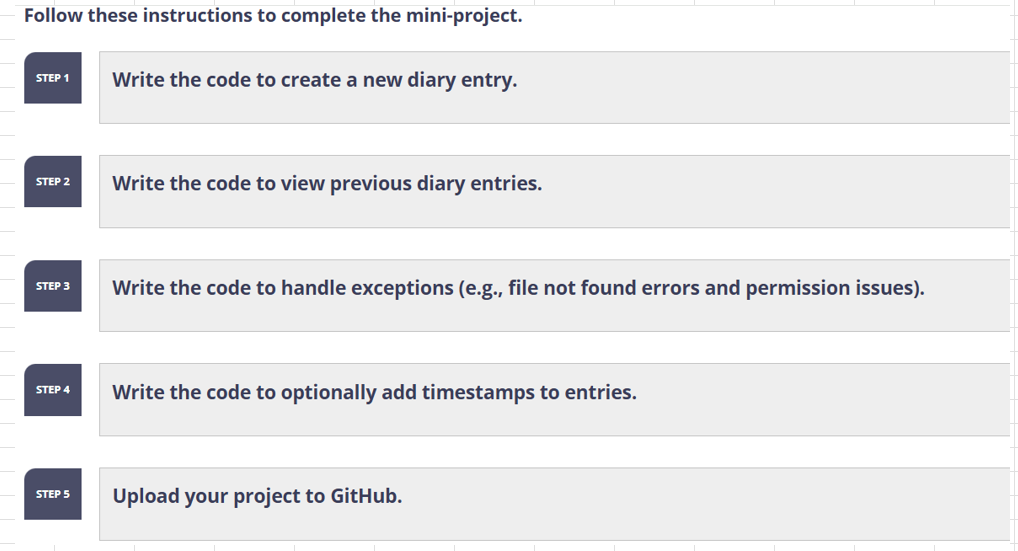 Follow these instructions to complete the mini-project.
STEP 1
Write the code to create a new diary entry.
STEP 2
Write the code to view previous diary entries.
STEP 3
Write the code to handle exceptions (e.g., file not found errors and permission issues).
STEP 4
Write the code to optionally add timestamps to entries.
STEP 5
Upload your project to GitHub.